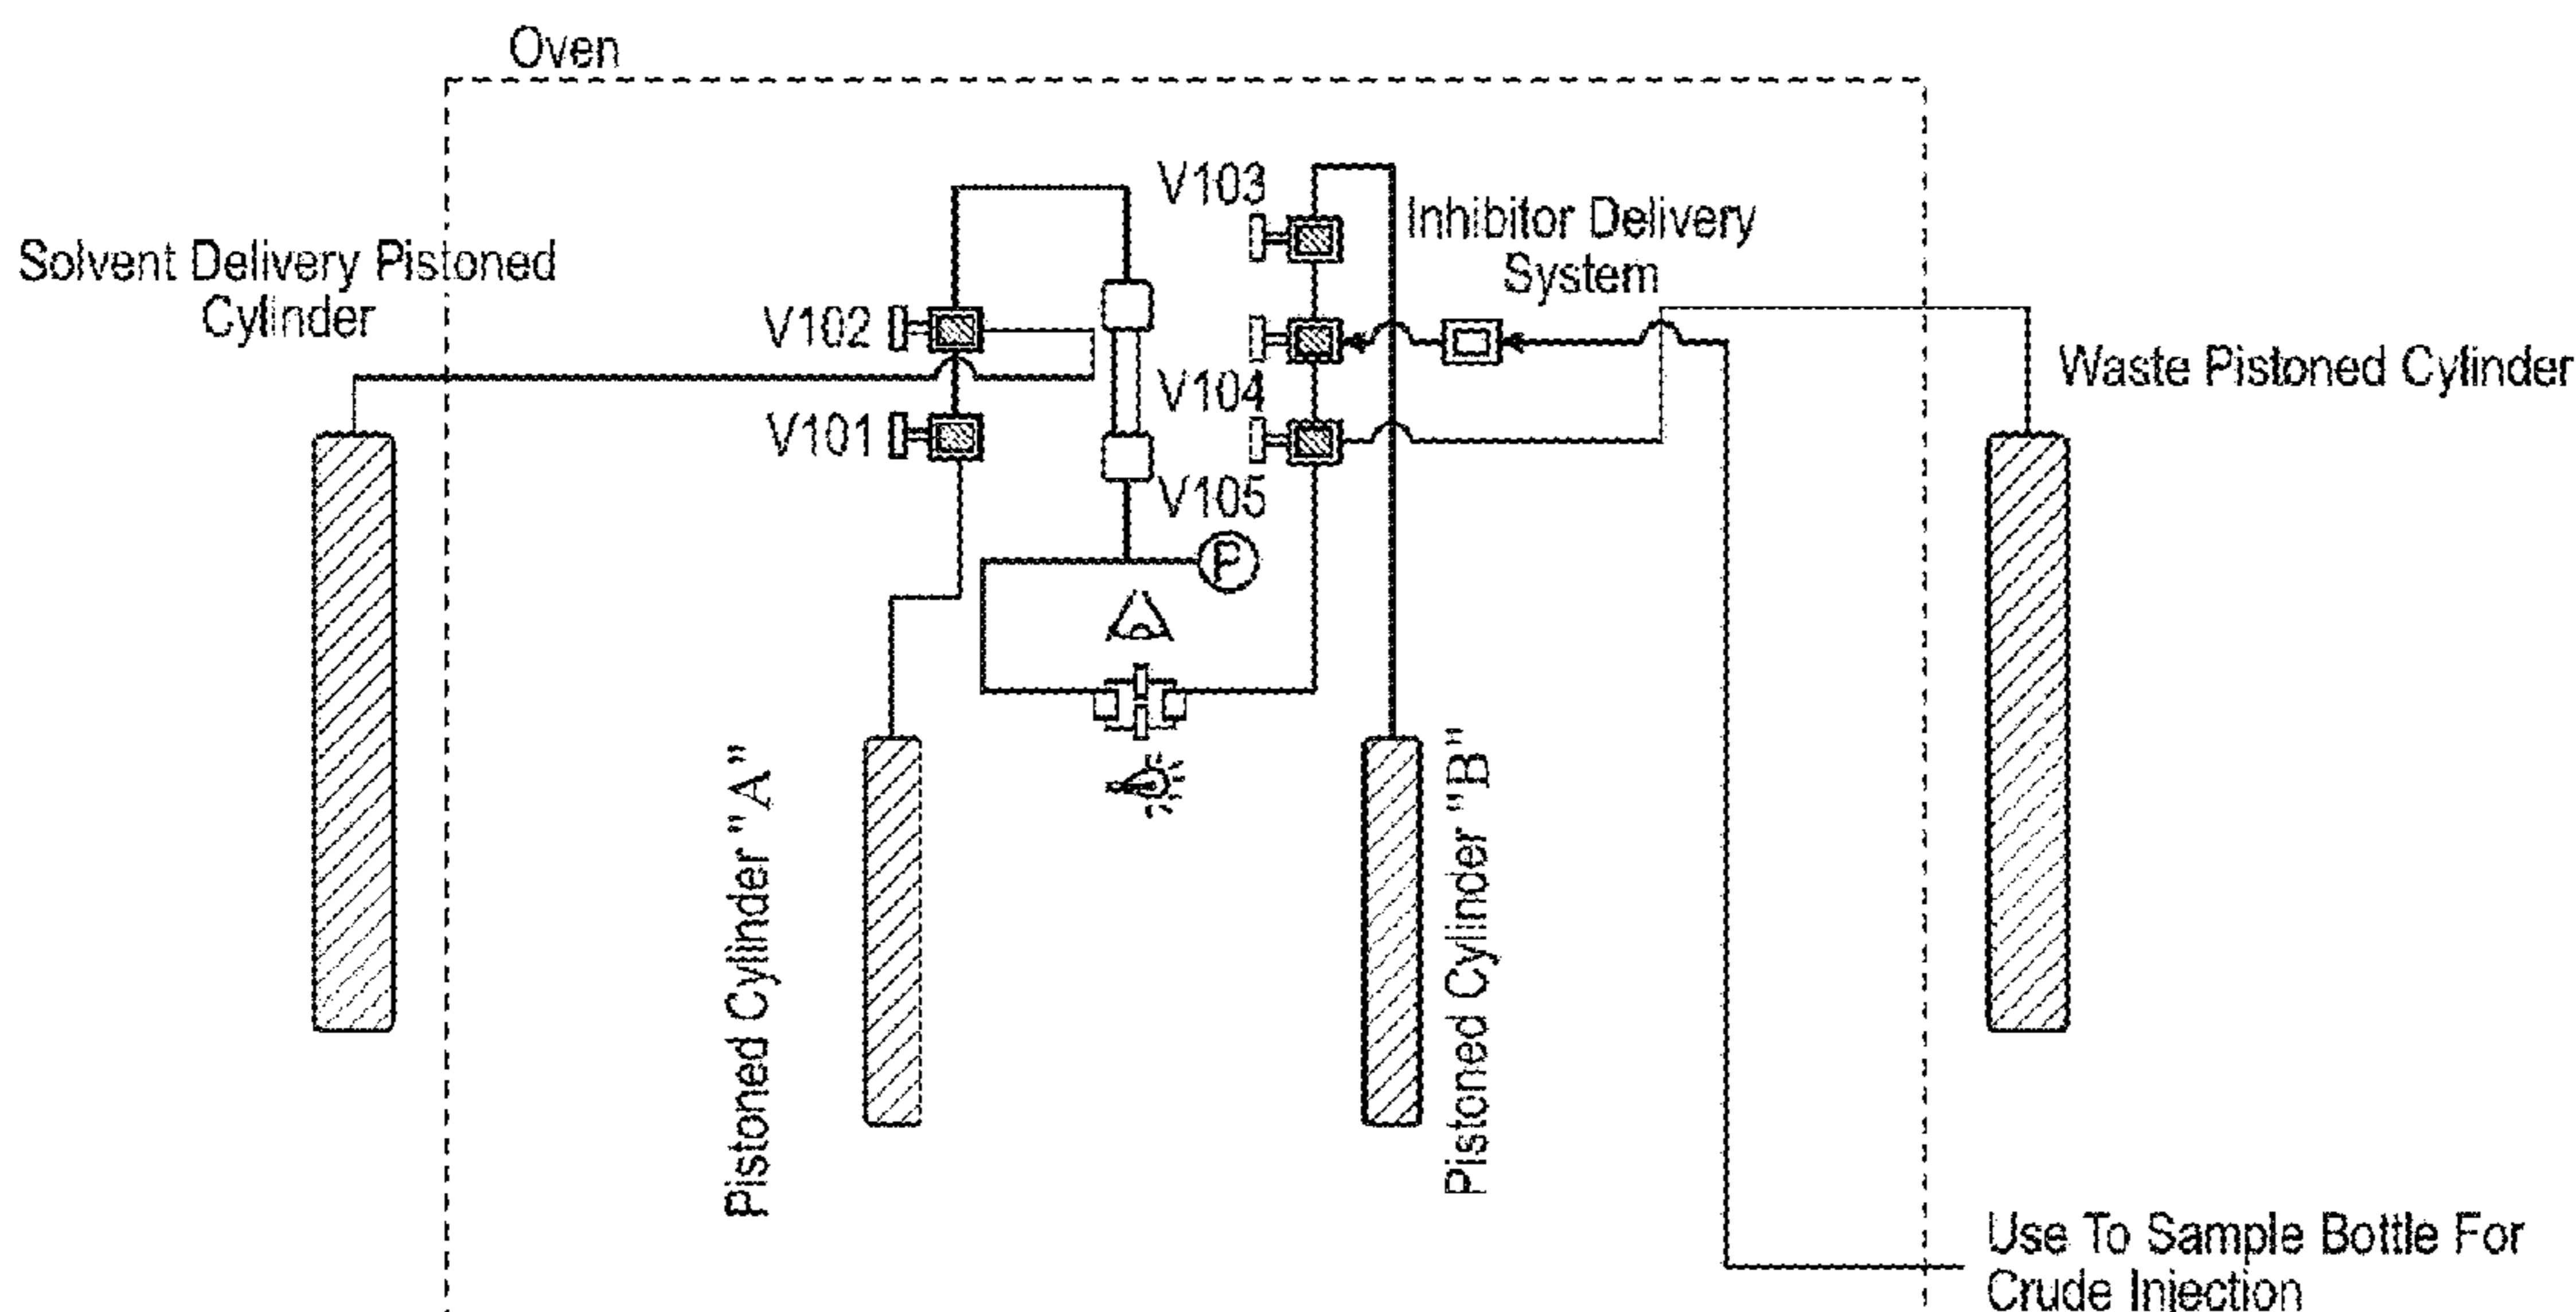 Oven
Solvent Delivery Pistoned
Cylinder
V102
V101
V103
Inhibitor Delivery
System
V104
V105
P
Waste Pistoned Cylinder
Pistoned Cylinder "A"
Pistoned Cylinder "B"
Use To Sample Bottle For
Crude Injection